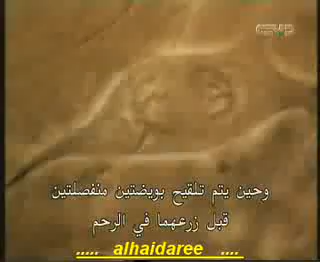 وحين يتم تلقيح بويضتين منفصلتين
قبل زرعهما في الرحم
..... alhaidaree ....